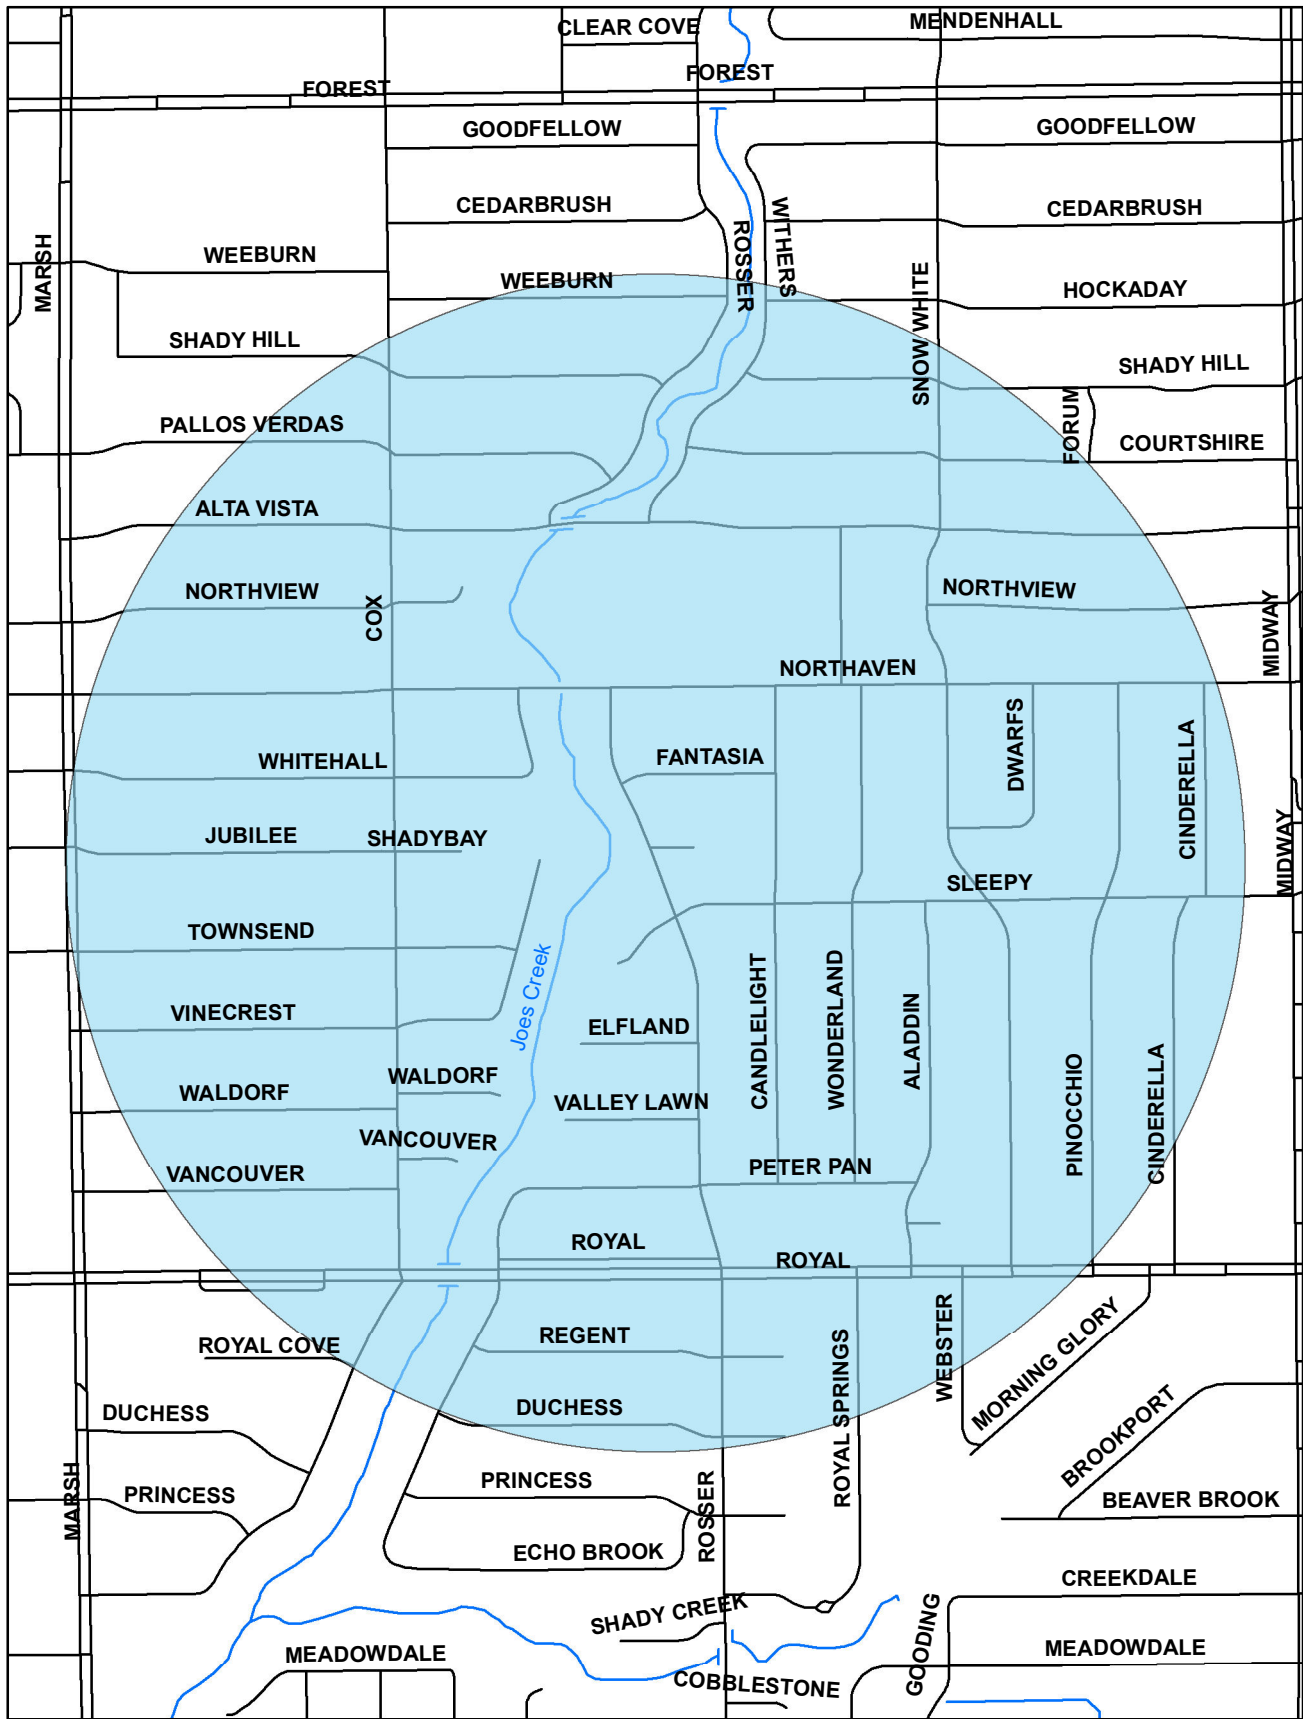 CLEAR COVE
MENDENHALL
FOREST
FOREST
GOODFELLOW
GOODFELLOW
CEDARBRUSH
CEDARBRUSH
WITHERS
ROSSER
MARSH
WEEBURN
WEEBURN
SNOW WHITE
HOCKADAY
SHADY HILL
SHADY HILL
PALLOS VERDAS
FORUM
COURTSHIRE
ALTA VISTA
NORTHVIEW
COX
NORTHVIEW
MIDWAY
NORTHAVEN
WHITEHALL
FANTASIA
DWARFS
CINDERELLA
JUBILEE
SHADYBAY
MIDWAY
SLEEPY
TOWNSEND
Joes Creek
VINECREST
ELFLAND
CANDLELIGHT
WONDERLAND
ALADDIN
WALDORF
WALDORF
VALLEY LAWN
PINOCCHIO
CINDERELLA
VANCOUVER
VANCOUVER
PETER PAN
ROYAL
ROYAL
ROYAL COVE
REGENT
ROYAL SPRINGS
WEBSTER
MORNING GLORY
DUCHESS
DUCHESS
BROOKPORT
MARSH
PRINCESS
PRINCESS
ROSSER
BEAVER BROOK
ECHO BROOK
CREEKDALE
SHADY CREEK
GOODING
MEADOWDALE
MEADOWDALE
COBBLESTONE